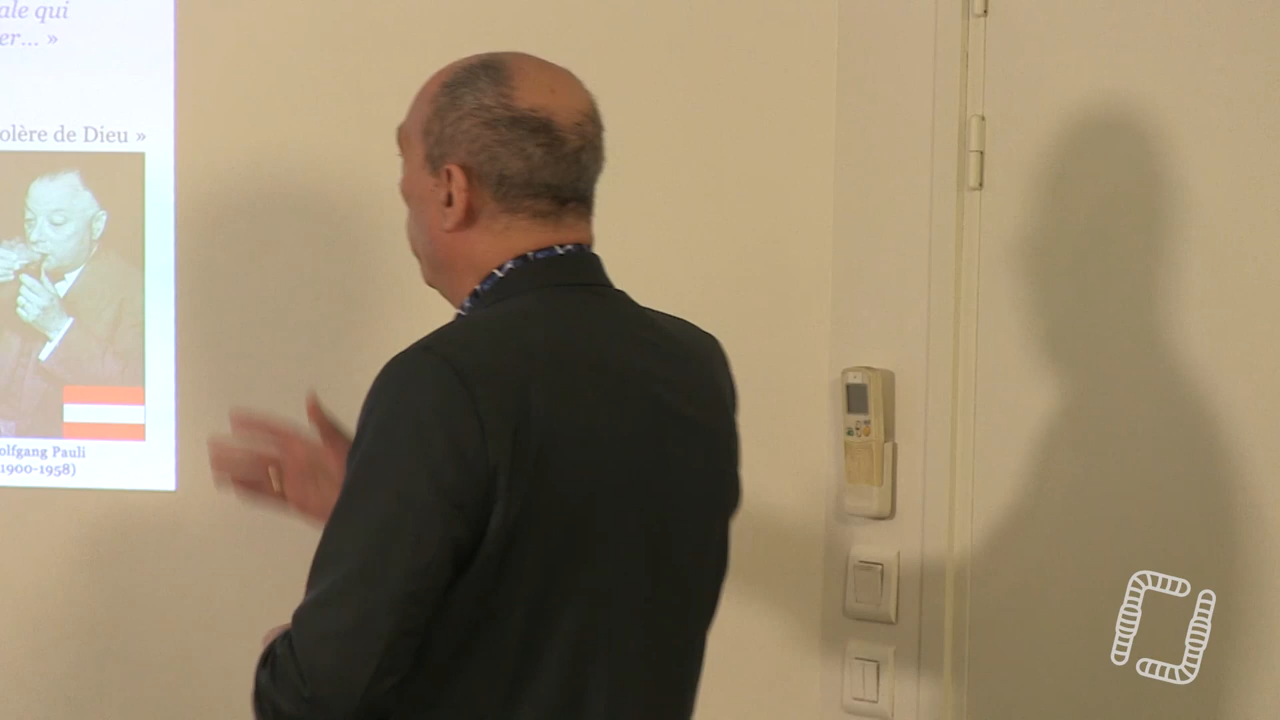 ale qui
er... »
olère de Dieu »
olfgang Pauli
(1900-1958)